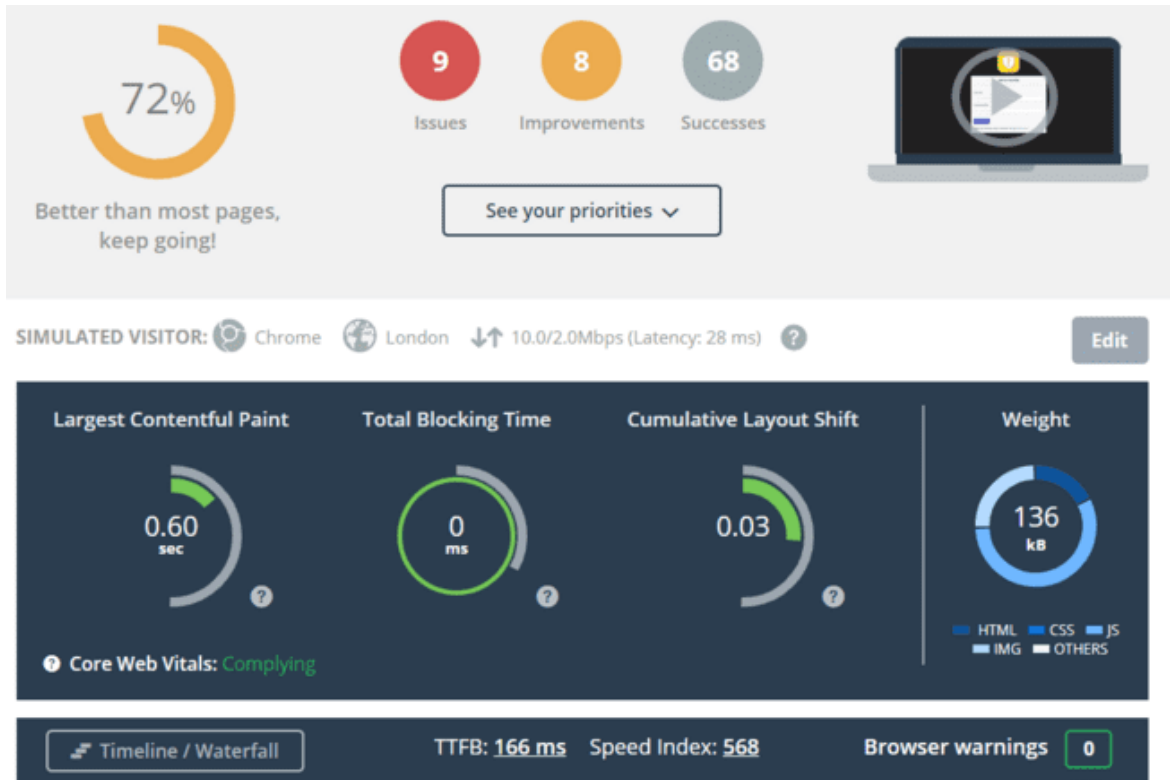 72%
Better than most pages,
keep going!
9
Issues
8
Improvements
68
Successes
See your priorities
SIMULATED VISITOR: Chrome London 10.0/2.0Mbps (Latency: 28 ms) ?
Edit
Largest Contentful Paint
0.60
sec
?
Total Blocking Time
0
ms
?
Cumulative Layout Shift
0.03
?
Weight
136
kB
HTML CSS JS
IMG OTHERS
? Core Web Vitals: Complying
Timeline / Waterfall
TTFB: 166 ms Speed Index: 568
Browser warnings 0